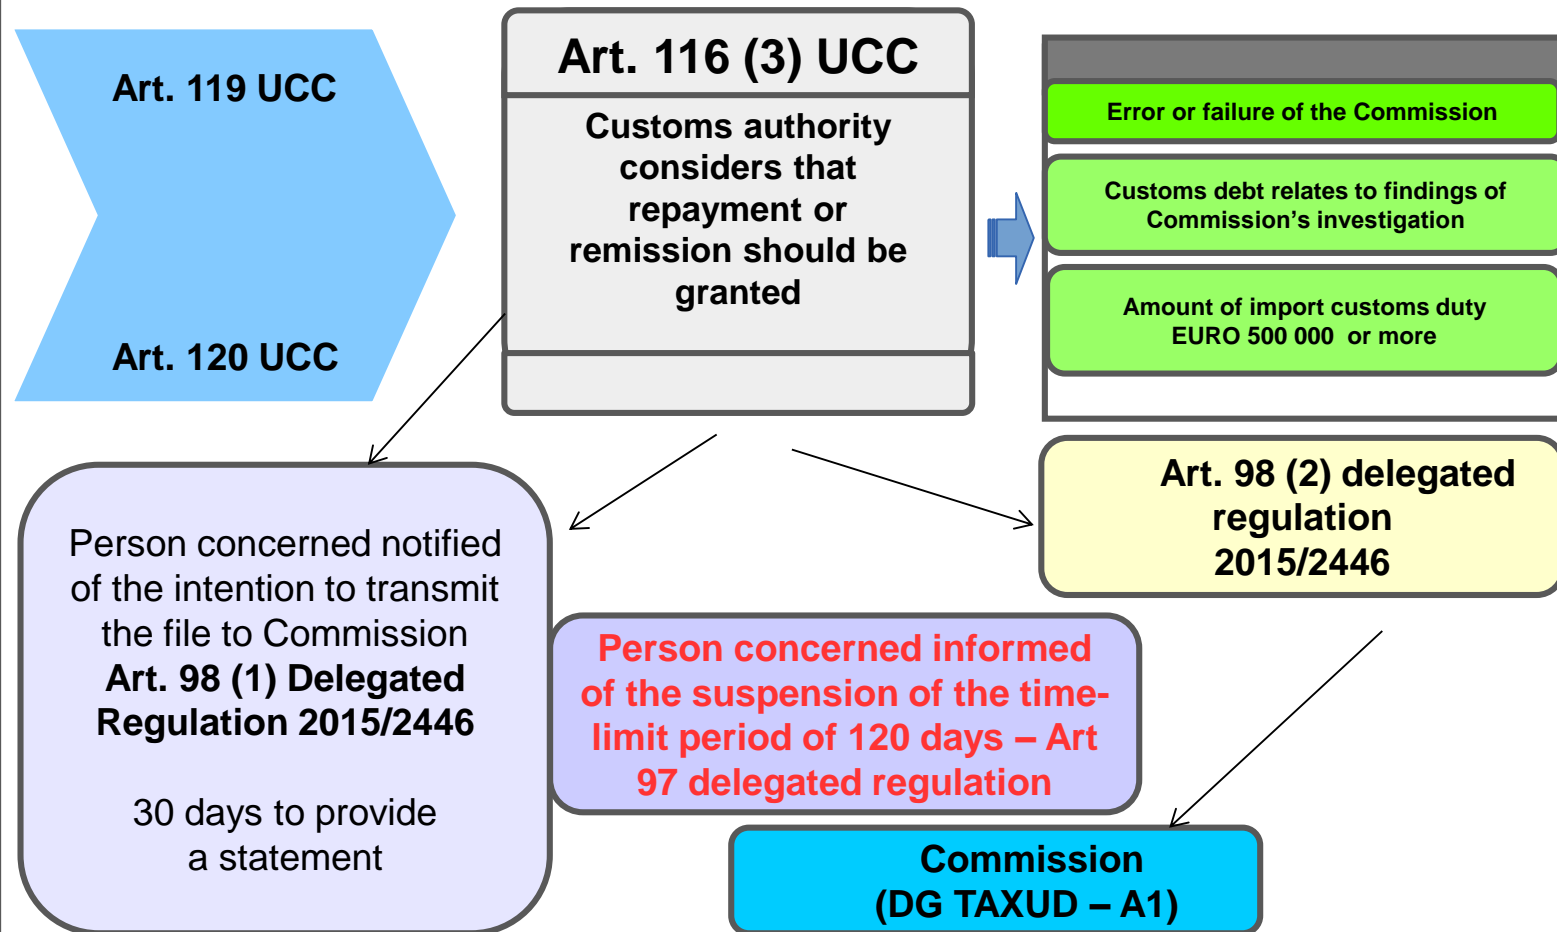 Art. 119 UCC
Art. 120 UCC
Art. 116 (3) UCC
Customs authority
considers that
repayment or
remission should be
granted
Error or failure of the Commission
Customs debt relates to findings of
Commission’s investigation
Amount of import customs duty
EURO 500 000 or more
Person concerned notified
of the intention to transmit
the file to Commission
Art. 98 (1) Delegated
Regulation 2015/2446
30 days to provide
a statement
Person concerned informed
of the suspension of the time-
limit period of 120 days – Art
97 delegated regulation
Art. 98 (2) delegated
regulation
2015/2446
Commission
(DG TAXUD – A1)